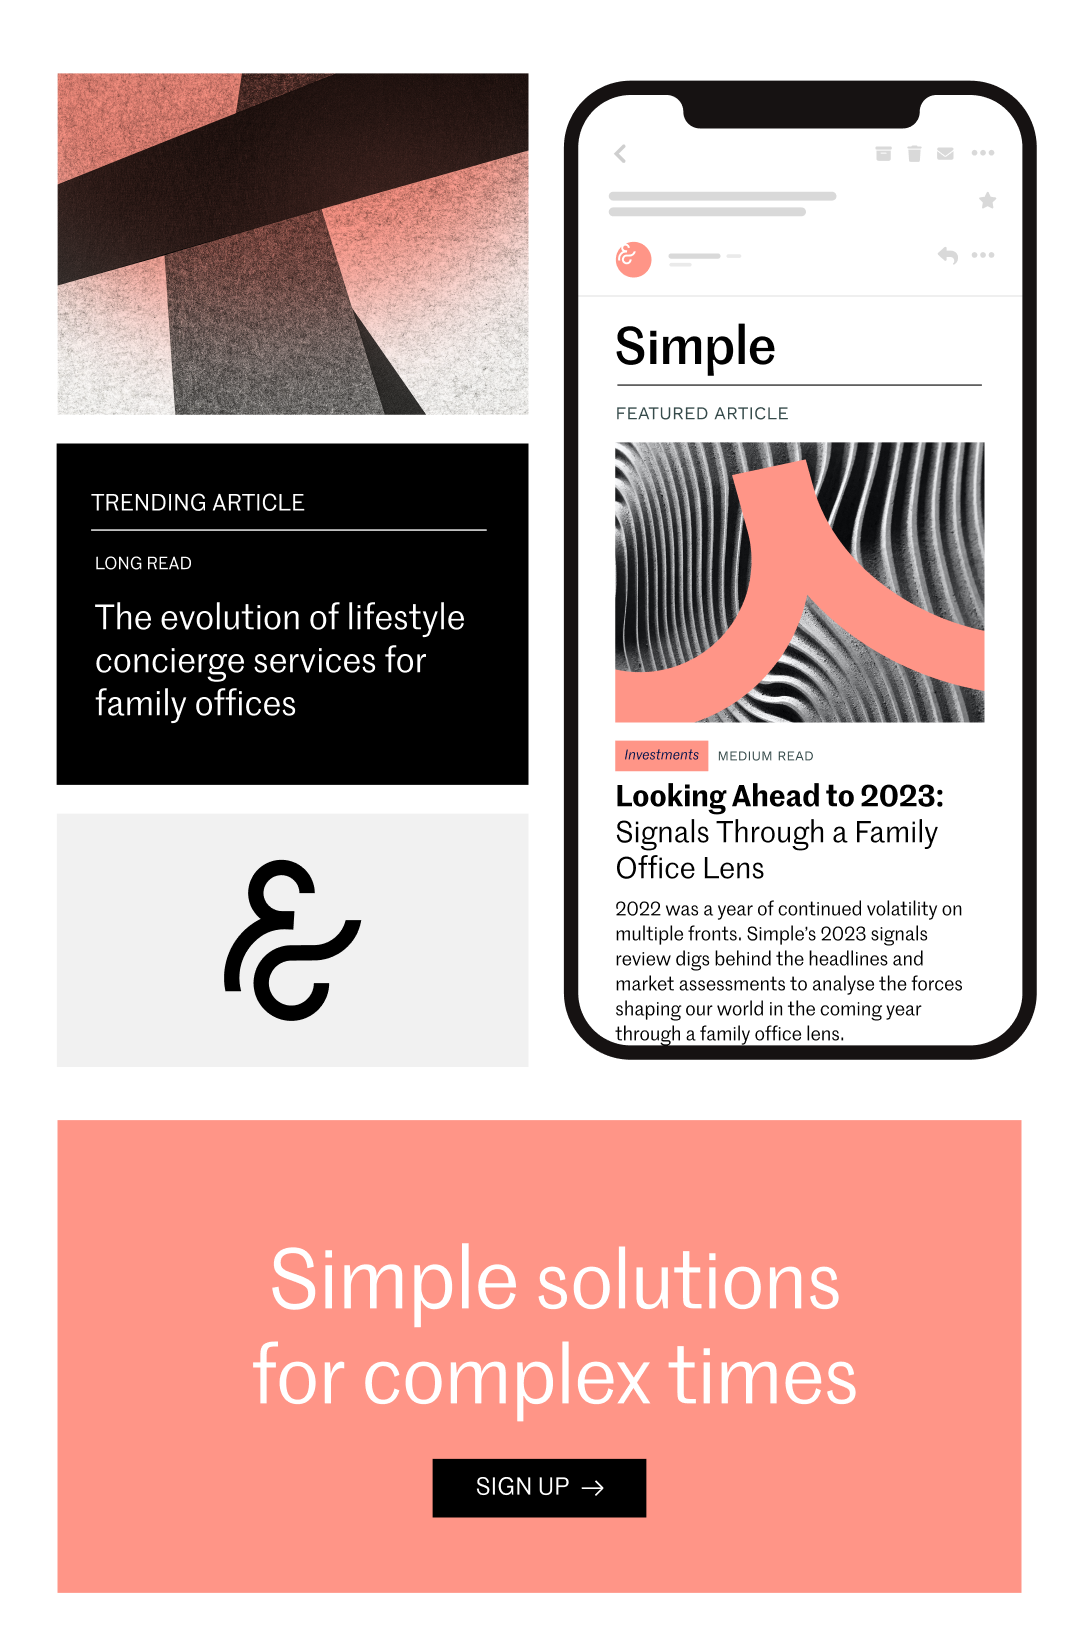 TRENDING ARTICLE
LONG READ
The evolution of lifestyle
concierge services for
family offices
&
Simple
FEATURED ARTICLE
Investments MEDIUM READ
Looking Ahead to 2023:
Signals Through a Family
Office Lens
2022 was a year of continued volatility on
multiple fronts. Simple’s 2023 signals
review digs behind the headlines and
market assessments to analyse the forces
shaping our world in the coming year
through a family office lens.
Simple solutions
for complex times
SIGN UP →